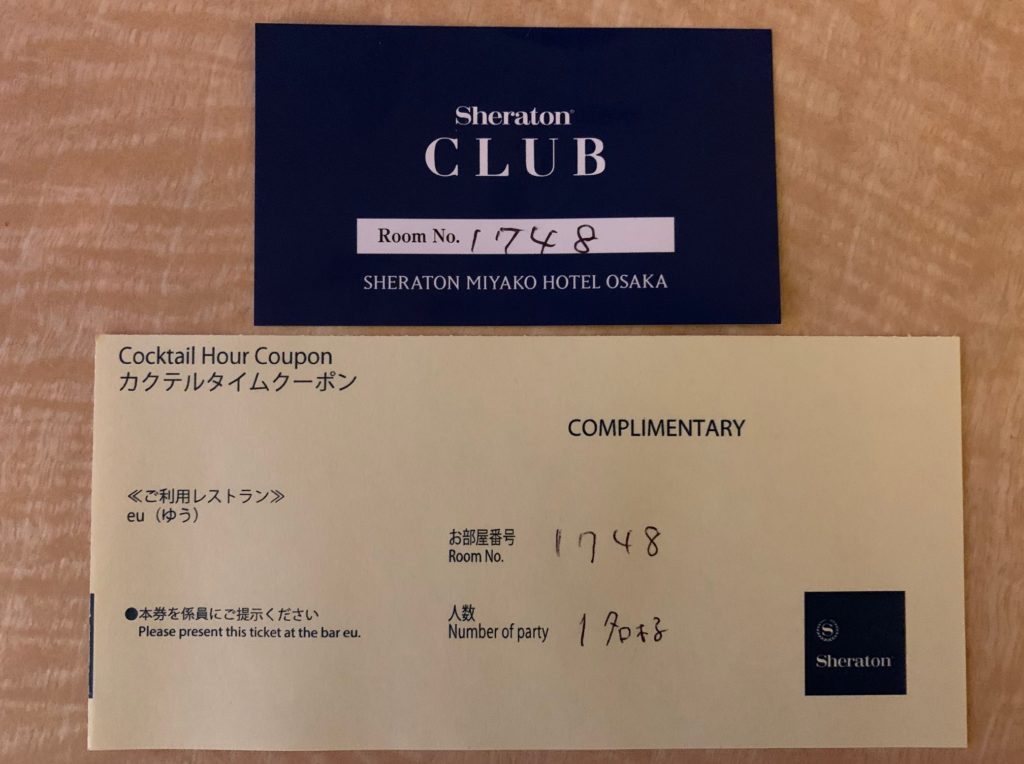 Sheraton
CLUB
Room No. 1748
SHERATON MIYAKO HOTEL OSAKA
Cocktail Hour Coupon
カクテルタイムクーポン
COMPLIMENTARY
≪ご利用レストラン≫
eu（ゆう）
お部屋番号
Room No.
1748
●本券を係員にご提示ください
Please present this ticket at the bar eu.
人数
Number of party
1名様
S
Sheraton